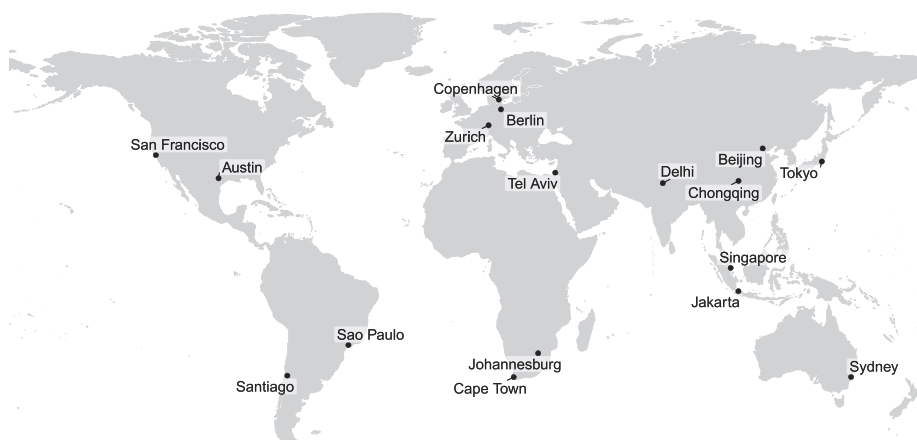 Copenhagen
Berlin
Zurich
San Francisco
Austin
Beijing
Tokyo
Delhi
Tel Aviv
Chongqing
Singapore
Jakarta
Sao Paulo
Johannesburg
Sydney
Santiago
Cape Town